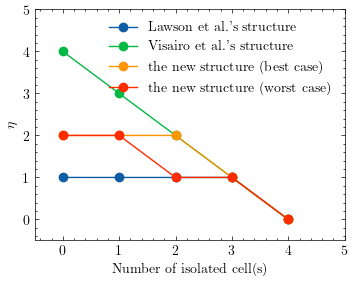 5
Lawson et al.'s structure
Visairo et al.'s structure
4
the new structure (best case)
the new structure (worst case)
3
η
2
1
0
0 1 2 3 4 5
Number of isolated cell(s)